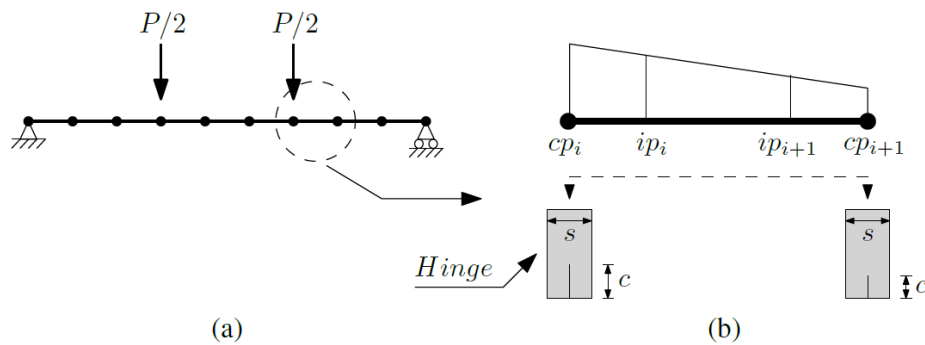 P/2 P/2
cp_i ip_i ip_{i+1} cp_{i+1}
s s
Hinge c c
(a) (b)